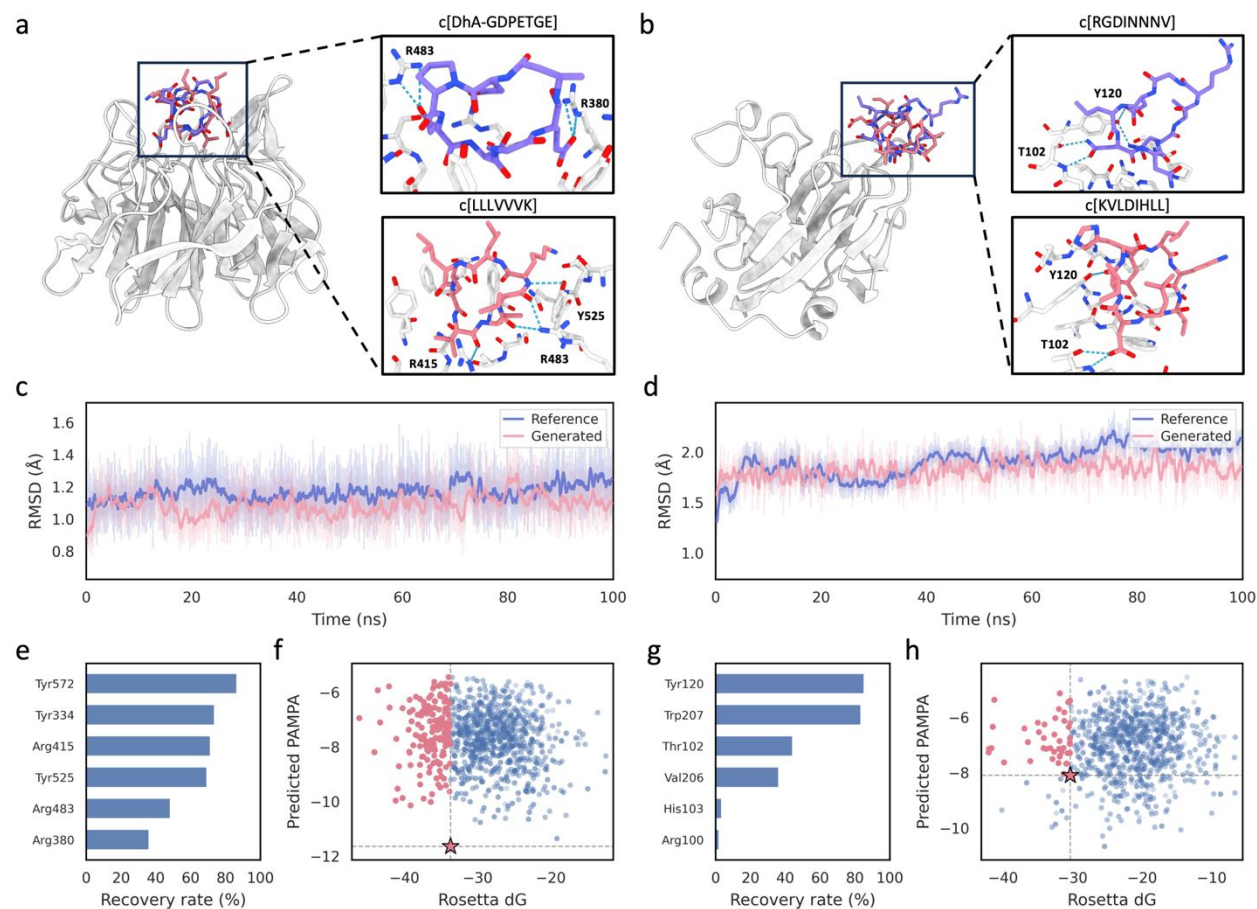 a
c[DhA-GDPETGE]
R483
R380
c[LLLVVVK]
Y525
R415
R483
b
c[RGDINNNV]
Y120
T102
c[KVLDIHLL]
Y120
T102
c
1.6
1.4
1.2
1.0
0.8
RMSD (Å)
Reference
Generated
0
20
40
60
80
100
Time (ns)
d
2.0
1.5
1.0
RMSD (Å)
Reference
Generated
0
20
40
60
80
100
Time (ns)
e
Tyr572
Tyr334
Arg415
Tyr525
Arg483
Arg380
0
20
40
60
80
100
Recovery rate (%)
f
−6
−8
−10
−12
Predicted PAMPA
−40
−30
−20
Rosetta dG
g
Tyr120
Trp207
Thr102
Val206
His103
Arg100
0
20
40
60
80
100
Recovery rate (%)
h
−6
−8
−10
Predicted PAMPA
−40
−30
−20
−10
Rosetta dG